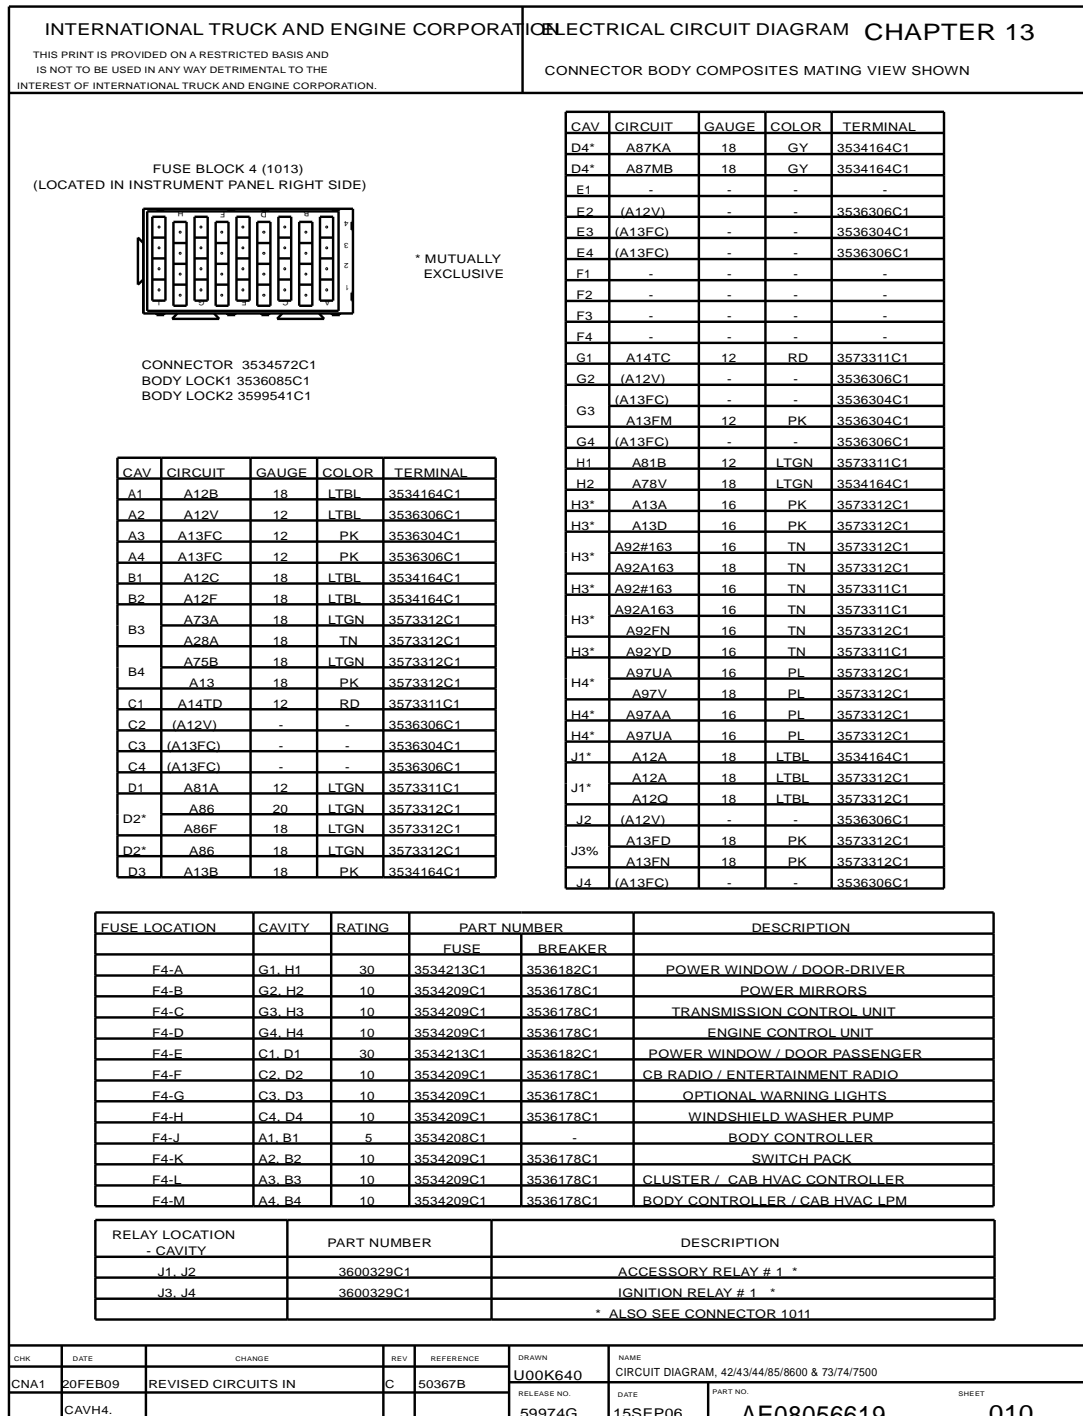 INTERNATIONAL TRUCK AND ENGINE CORPORATION
THIS PRINT IS PROVIDED ON A RESTRICTED BASIS AND
IS NOT TO BE USED IN ANY WAY DETRIMENTAL TO THE
INTEREST OF INTERNATIONAL TRUCK AND ENGINE CORPORATION.
ELECTRICAL CIRCUIT DIAGRAM CHAPTER 13
CONNECTOR BODY COMPOSITES MATING VIEW SHOWN
FUSE BLOCK 4 (1013)
(LOCATED IN INSTRUMENT PANEL RIGHT SIDE)
H F D B
4
3
2
1
J G E C A
* MUTUALLY
EXCLUSIVE
CONNECTOR 3534572C1
BODY LOCK1 3536085C1
BODY LOCK2 3599541C1
CAV CIRCUIT GAUGE COLOR TERMINAL
A1 A12B 18 LTBL 3534164C1
A2 A12V 12 LTBL 3536306C1
A3 A13FC 12 PK 3536304C1
A4 A13FC 12 PK 3536306C1
B1 A12C 18 LTBL 3534164C1
B2 A12F 18 LTBL 3534164C1
B3 A73A 18 LTGN 3573312C1
A28A 18 TN 3573312C1
B4 A75B 18 LTGN 3573312C1
A13 18 PK 3573312C1
C1 A14TD 12 RD 3573311C1
C2 (A12V) - - 3536306C1
C3 (A13FC) - - 3536304C1
C4 (A13FC) - - 3536306C1
D1 A81A 12 LTGN 3573311C1
D2* A86 20 LTGN 3573312C1
A86F 18 LTGN 3573312C1
D2* A86 18 LTGN 3573312C1
D3 A13B 18 PK 3534164C1
CAV CIRCUIT GAUGE COLOR TERMINAL
D4* A87KA 18 GY 3534164C1
D4* A87MB 18 GY 3534164C1
E1 - - - -
E2 (A12V) - - 3536306C1
E3 (A13FC) - - 3536304C1
E4 (A13FC) - - 3536306C1
F1 - - - -
F2 - - - -
F3 - - - -
F4 - - - -
G1 A14TC 12 RD 3573311C1
G2 (A12V) - - 3536306C1
G3 (A13FC) - - 3536304C1
A13FM 12 PK 3536304C1
G4 (A13FC) - - 3536306C1
H1 A81B 12 LTGN 3573311C1
H2 A78V 18 LTGN 3534164C1
H3* A13A 16 PK 3573312C1
H3* A13D 16 PK 3573312C1
H3* A92#163 16 TN 3573312C1
A92A163 18 TN 3573312C1
H3* A92#163 16 TN 3573311C1
H3* A92A163 16 TN 3573311C1
A92FN 16 TN 3573312C1
H3* A92YD 16 TN 3573311C1
H4* A97UA 16 PL 3573312C1
A97V 18 PL 3573312C1
H4* A97AA 16 PL 3573312C1
H4* A97UA 16 PL 3573312C1
J1* A12A 18 LTBL 3534164C1
J1* A12A 18 LTBL 3573312C1
A12Q 18 LTBL 3573312C1
J2 (A12V) - - 3536306C1
J3% A13FD 18 PK 3573312C1
A13FN 18 PK 3573312C1
J4 (A13FC) - - 3536306C1
FUSE LOCATION CAVITY RATING PART NUMBER DESCRIPTION
FUSE BREAKER
F4-A G1, H1 30 3534213C1 3536182C1 POWER WINDOW / DOOR-DRIVER
F4-B G2, H2 10 3534209C1 3536178C1 POWER MIRRORS
F4-C G3, H3 10 3534209C1 3536178C1 TRANSMISSION CONTROL UNIT
F4-D G4, H4 10 3534209C1 3536178C1 ENGINE CONTROL UNIT
F4-E C1, D1 30 3534213C1 3536182C1 POWER WINDOW / DOOR PASSENGER
F4-F C2, D2 10 3534209C1 3536178C1 CB RADIO / ENTERTAINMENT RADIO
F4-G C3, D3 10 3534209C1 3536178C1 OPTIONAL WARNING LIGHTS
F4-H C4, D4 10 3534209C1 3536178C1 WINDSHIELD WASHER PUMP
F4-J A1, B1 5 3534208C1 - BODY CONTROLLER
F4-K A2, B2 10 3534209C1 3536178C1 SWITCH PACK
F4-L A3, B3 10 3534209C1 3536178C1 CLUSTER / CAB HVAC CONTROLLER
F4-M A4, B4 10 3534209C1 3536178C1 BODY CONTROLLER / CAB HVAC LPM
RELAY LOCATION
- CAVITY PART NUMBER DESCRIPTION
J1, J2 3600329C1 ACCESSORY RELAY # 1 *
J3, J4 3600329C1 IGNITION RELAY # 1 *
* ALSO SEE CONNECTOR 1011
CHK DATE CHANGE REV REFERENCE
CNA1 20FEB09 REVISED CIRCUITS IN C 50367B
CAVH4,
DRAWN
U00K640
NAME
CIRCUIT DIAGRAM, 42/43/44/85/8600 & 73/74/7500
RELEASE NO. DATE PART NO. SHEET
59974G 15SEP06 AE08056619 010